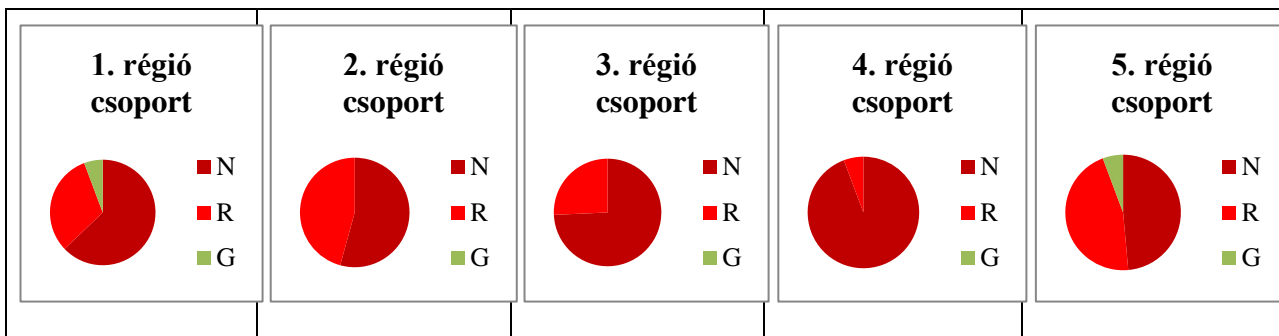 1. régió
csoport
N
R
G
2. régió
csoport
N
R
G
3. régió
csoport
N
R
G
4. régió
csoport
N
R
G
5. régió
csoport
N
R
G